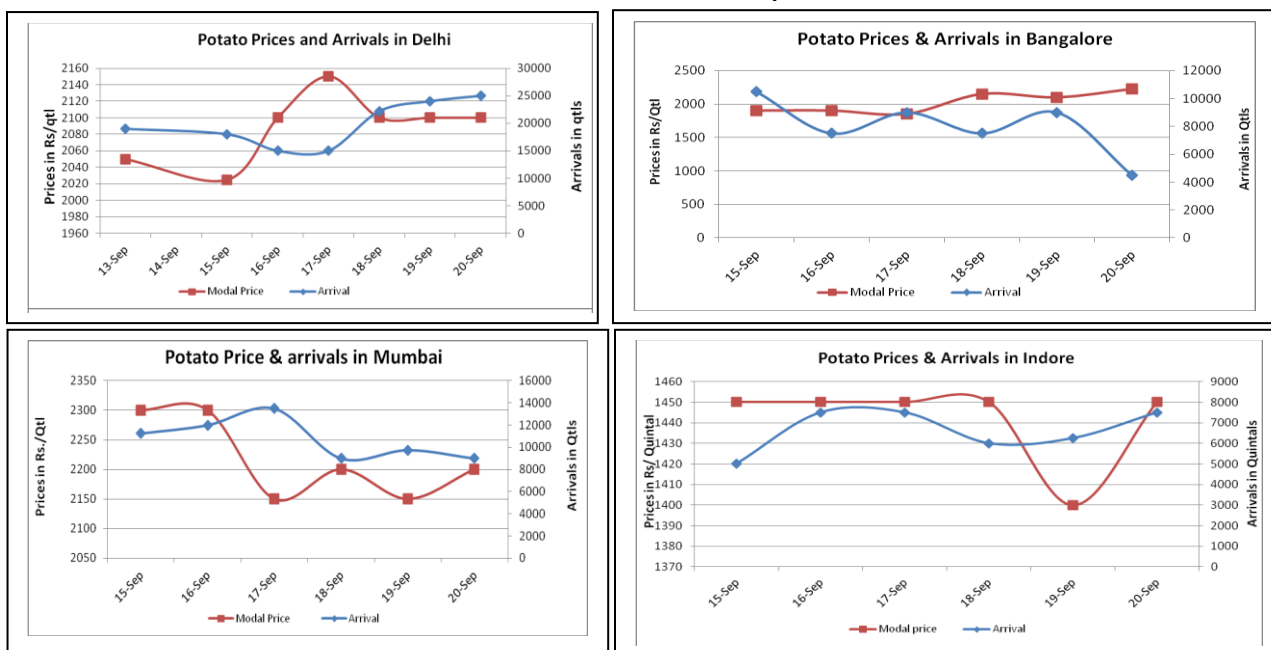 Potato Prices and Arrivals in Delhi
Prices in Rs/qtl
2160
2140
2120
2100
2080
2060
2040
2020
2000
1980
1960
30000
25000
20000
15000
10000
5000
0
Arrivals in qtls
13-Sep
14-Sep
15-Sep
16-Sep
17-Sep
18-Sep
19-Sep
20-Sep
Modal Price
Arrival
Potato Prices & Arrivals in Bangalore
Prices in Rs/Qtl
2500
2000
1500
1000
500
0
12000
10000
8000
6000
4000
2000
0
Arrivals in Qtls
15-Sep
16-Sep
17-Sep
18-Sep
19-Sep
20-Sep
Modal Price
Arrival
Potato Price & arrivals in Mumbai
Prices in Rs./Qtl
2350
2300
2250
2200
2150
2100
2050
16000
14000
12000
10000
8000
6000
4000
2000
0
Arrivals in Qtls
15-Sep
16-Sep
17-Sep
18-Sep
19-Sep
20-Sep
Modal Price
Arrival
Potato Prices & Arrivals in Indore
Prices in Rs/ Quintal
1460
1450
1440
1430
1420
1410
1400
1390
1380
1370
9000
8000
7000
6000
5000
4000
3000
2000
1000
0
Arrivals in Quintals
15-Sep
16-Sep
17-Sep
18-Sep
19-Sep
20-Sep
Modal price
Arrival